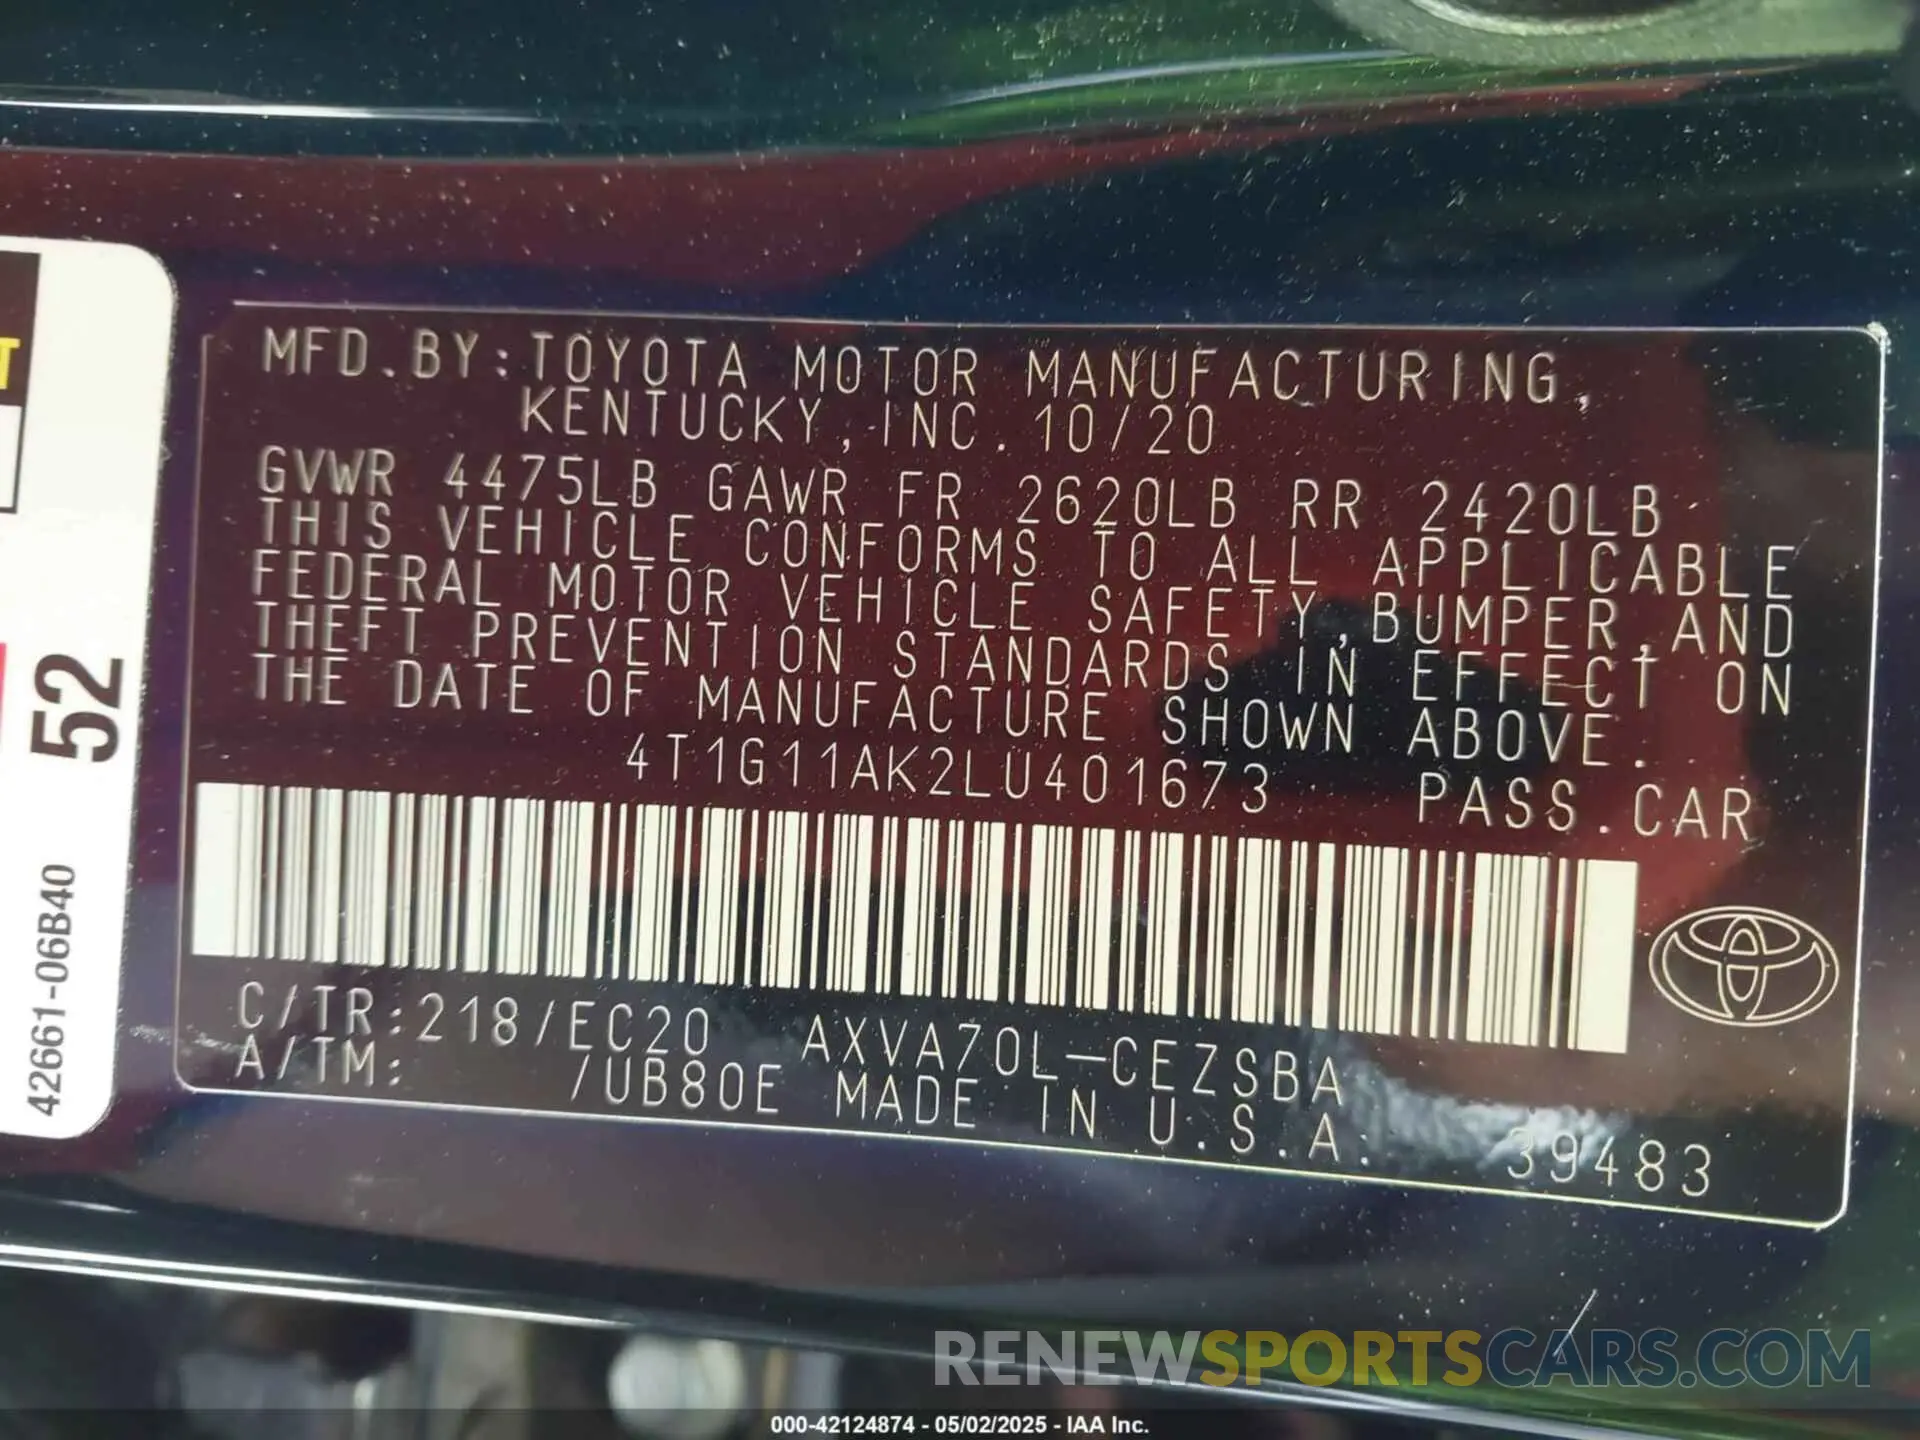 MFD.BY:TOYOTA MOTOR MANUFACTURING,
KENTUCKY,INC. 10/20
GVWR 4475LB GAWR FR 2620LB RR 2420LB
THIS VEHICLE CONFORMS TO ALL APPLICABLE
FEDERAL MOTOR VEHICLE SAFETY,BUMPER,AND
THEFT PREVENTION STANDARDS IN EFFECT ON
THE DATE OF MANUFACTURE SHOWN ABOVE.
4T1G11AK2LU401673 PASS.CAR
C/TR:218/EC20 AXVA70L-CEZSBA
A/TM: /UB80E MADE IN U.S.A. 39483
T
52
42661-06B40
RENEWSPORTSCARS.COM
000-42124874 - 05/02/2025 - IAA Inc.